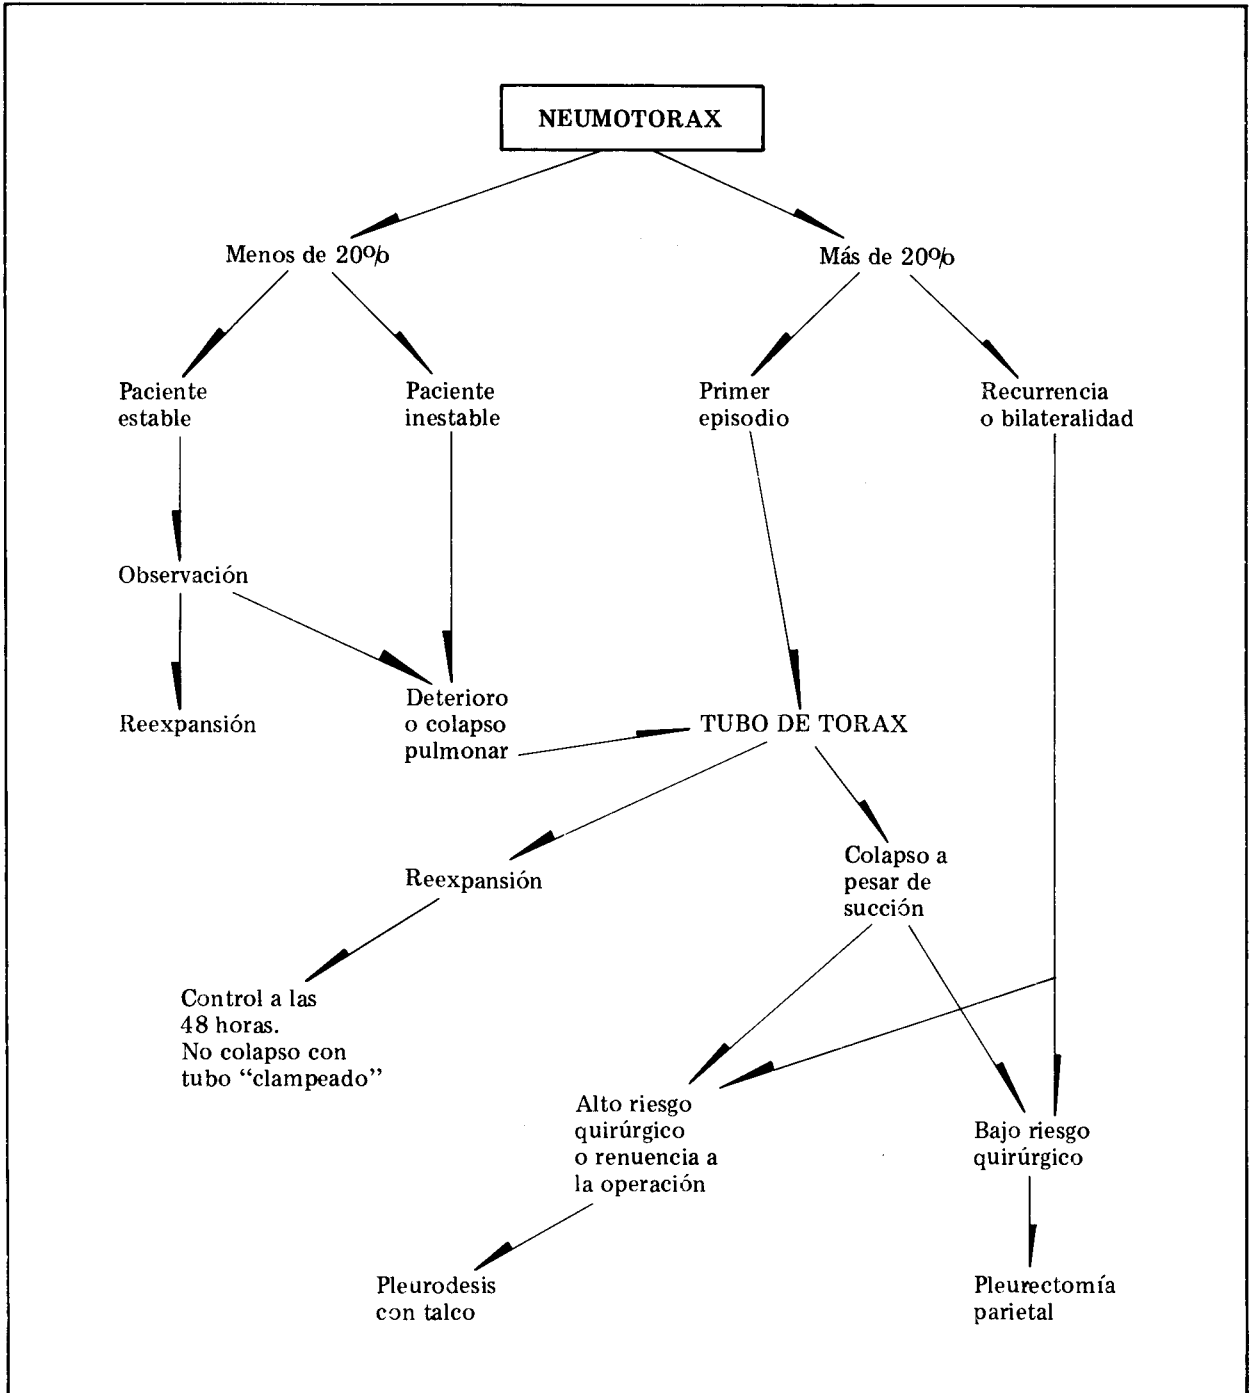 NEUMOTORAX
Menos de 20%
Más de 20%
Paciente
estable
Paciente
inestable
Primer
episodio
Recurrencia
o bilateralidad
Observación
Reexpansión
Deterioro
o colapso
pulmonar
TUBO DE TORAX
Reexpansión
Colapso a
pesar de
succión
Control a las
48 horas.
No colapso con
tubo “clampeado”
Alto riesgo
quirúrgico
o renuencia a
la operación
Bajo riesgo
quirúrgico
Pleurodesis
con talco
Pleurectomía
parietal